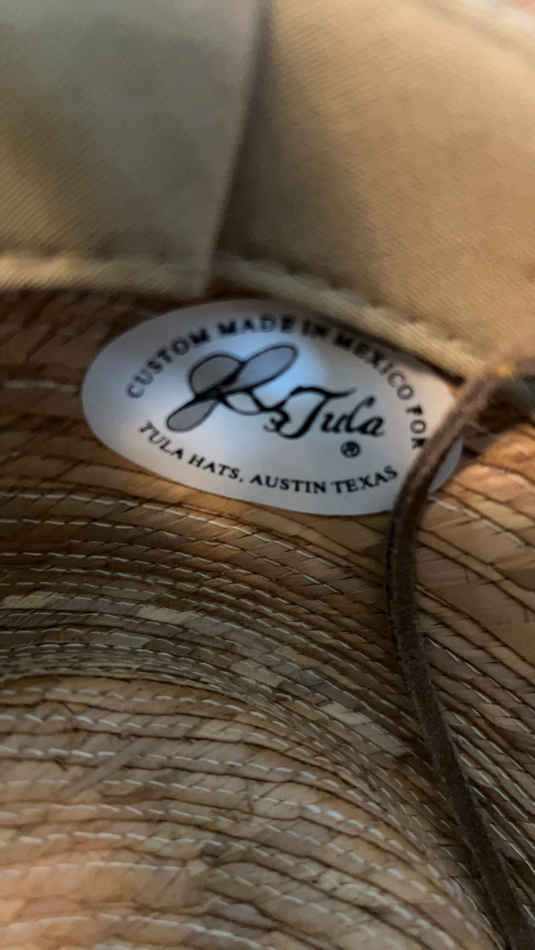 CUSTOM MADE IN MEXICO FOR
Tula
®
TULA HATS, AUSTIN TEXAS